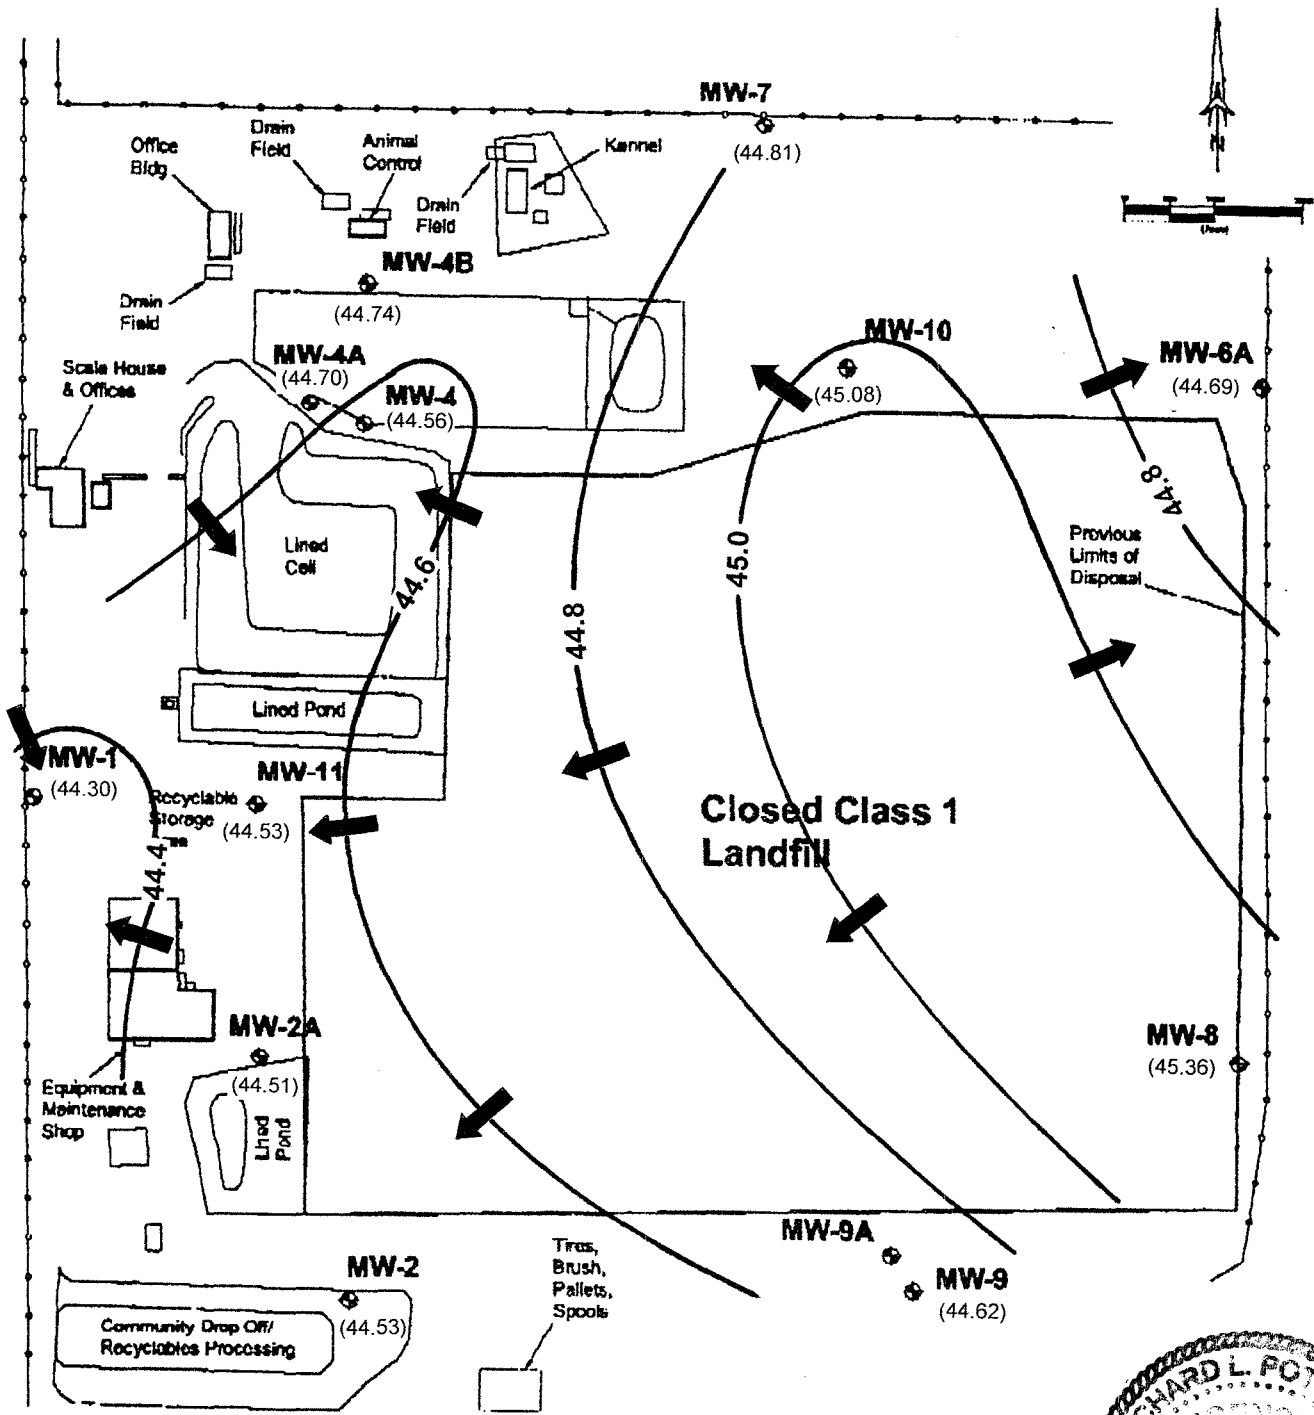 MW-7
(44.81)
N
Office
Bldg
Drain
Field
Animal
Control
Drain
Field
Kennel
MW-4B
(44.74)
Drain
Field
MW-4A
(44.70)
MW-4
(44.56)
Scale House
& Offices
MW-10
(45.08)
MW-6A
(44.69)
44.8
Previous
Limits of
Disposal
Lined
Cell
44.6
44.8
45.0
Lined Pond
MW-1
(44.30)
MW-11
(44.53)
Recyclable
Storage
44.4
Closed Class 1
Landfill
MW-2A
(44.51)
MW-8
(45.36)
Equipment &
Maintenance
Shop
Lined
Pond
MW-9A
MW-9
(44.62)
MW-2
(44.53)
Tires,
Brush,
Pallets,
Spools
Community Drop Off/
Recyclables Processing
CHARD L. PO